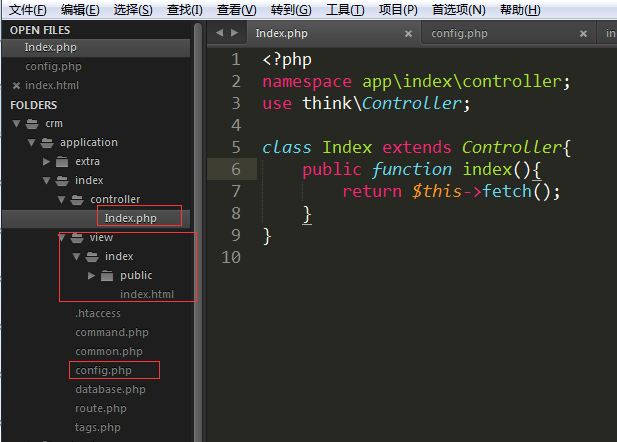 文件(F) 编辑(E) 选择(S) 查找(I) 查看(V) 转到(G) 工具(T) 项目(P) 首选项(N) 帮助(H)
OPEN FILES
Index.php
config.php
index.html
FOLDERS
crm
application
extra
index
controller
Index.php
view
index
public
index.html
.htaccess
command.php
common.php
config.php
database.php
route.php
tags.php
Index.php config.php in
1 <?php
2 namespace app\index\controller;
3 use think\Controller;
4
5 class Index extends Controller{
6 public function index(){
7 return $this->fetch();
8 }
9 }
10